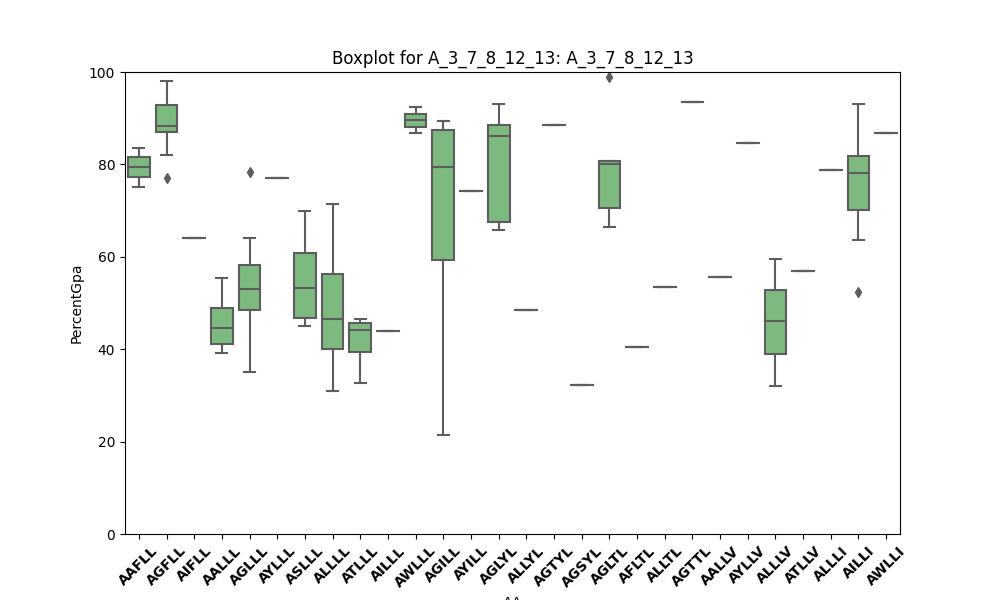 Boxplot for A_3_7_8_12_13: A_3_7_8_12_13
100
80
60
40
20
0
PercentGpa
AAFLL AGFLL AIFLL AALLL AGLLL AYLLL ASLLL ALLLL ATLLL AILLL AWLLL AGILL AYILL AGLYL ALLYL AGTYL AGSYL AGLTL AFLTL ALLTL AGTTL AALLV AYLLV ALLLV ATLLV ALLLI AILLI AWLLI